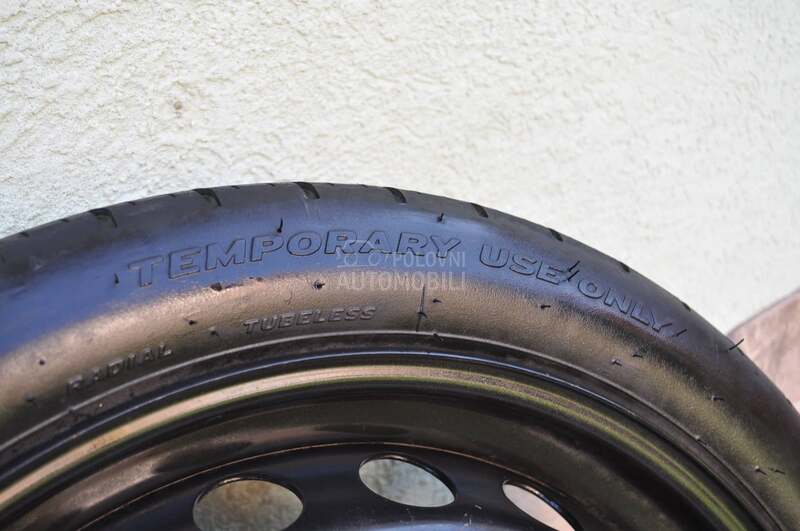 TEMPORARY USE ONLY
POLOVNI
AUTOMOBILI
RADIAL TUBELESS